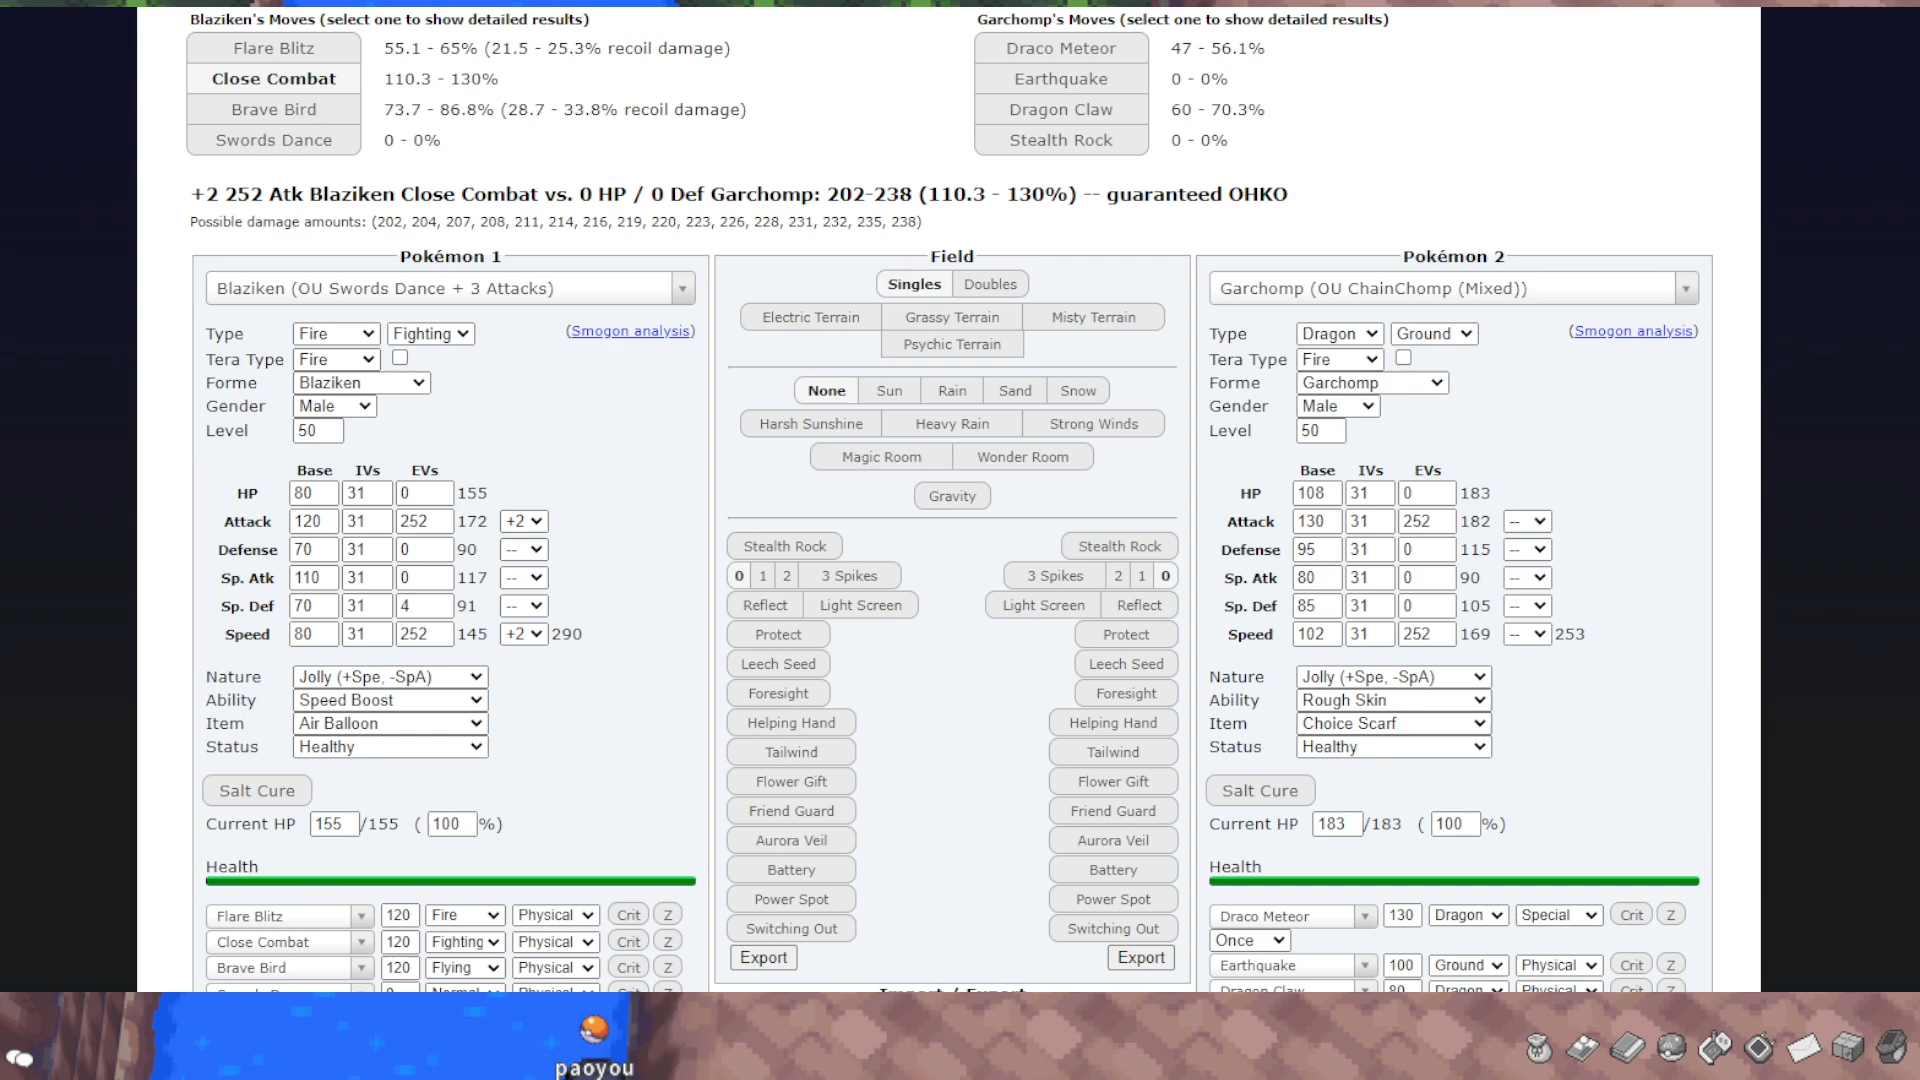 Blaziken's Moves (select one to show detailed results)
Flare Blitz 55.1 - 65% (21.5 - 25.3% recoil damage)
Close Combat 110.3 - 130%
Brave Bird 73.7 - 86.8% (28.7 - 33.8% recoil damage)
Swords Dance 0 - 0%
Garchomp's Moves (select one to show detailed results)
Draco Meteor 47 - 56.1%
Earthquake 0 - 0%
Dragon Claw 60 - 70.3%
Stealth Rock 0 - 0%
+2 252 Atk Blaziken Close Combat vs. 0 HP / 0 Def Garchomp: 202-238 (110.3 - 130%) -- guaranteed OHKO
Possible damage amounts: (202, 204, 207, 208, 211, 214, 216, 219, 220, 223, 226, 228, 231, 232, 235, 238)
Pokémon 1
Blaziken (OU Swords Dance + 3 Attacks)
Type Fire Fighting (Smogon analysis)
Tera Type Fire
Forme Blaziken
Gender Male
Level 50
Base IVs EVs
HP 80 31 0 155
Attack 120 31 252 172 +2
Defense 70 31 0 90 --
Sp. Atk 110 31 0 117 --
Sp. Def 70 31 4 91 --
Speed 80 31 252 145 +2 290
Nature Jolly (+Spe, -SpA)
Ability Speed Boost
Item Air Balloon
Status Healthy
Salt Cure
Current HP 155 /155 ( 100 %)
Health
Flare Blitz 120 Fire Physical Crit Z
Close Combat 120 Fighting Physical Crit Z
Brave Bird 120 Flying Physical Crit Z
Field
Singles Doubles
Electric Terrain Grassy Terrain Misty Terrain
Psychic Terrain
None Sun Rain Sand Snow
Harsh Sunshine Heavy Rain Strong Winds
Magic Room Wonder Room
Gravity
Stealth Rock Stealth Rock
0 1 2 3 Spikes 3 Spikes 2 1 0
Reflect Light Screen Light Screen Reflect
Protect Protect
Leech Seed Leech Seed
Foresight Foresight
Helping Hand Helping Hand
Tailwind Tailwind
Flower Gift Flower Gift
Friend Guard Friend Guard
Aurora Veil Aurora Veil
Battery Battery
Power Spot Power Spot
Switching Out Switching Out
Export Export
Import / Export
Pokémon 2
Garchomp (OU ChainChomp (Mixed))
Type Dragon Ground (Smogon analysis)
Tera Type Fire
Forme Garchomp
Gender Male
Level 50
Base IVs EVs
HP 108 31 0 183
Attack 130 31 252 182 --
Defense 95 31 0 115 --
Sp. Atk 80 31 0 90 --
Sp. Def 85 31 0 105 --
Speed 102 31 252 169 -- 253
Nature Jolly (+Spe, -SpA)
Ability Rough Skin
Item Choice Scarf
Status Healthy
Salt Cure
Current HP 183 /183 ( 100 %)
Health
Draco Meteor 130 Dragon Special Crit Z
Once
Earthquake 100 Ground Physical Crit Z
Dragon Claw 80 Dragon Physical Crit Z
paoyou